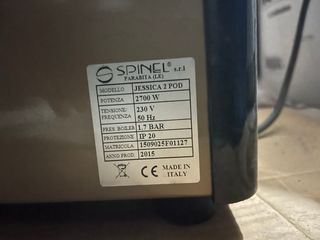 SPINEL® s.r.l
PARABITA (LE)
MODELLO JESSICA 2 POD
POTENZA 2700 W
TENSIONE: 230 V
FREQUENZA 50 Hz
PRES BOILER 1.7 BAR
PROTEZIONE IP 20
MATRICOLA 1509025F01127
ANNO PROD. 2015
CE MADE IN
ITALY